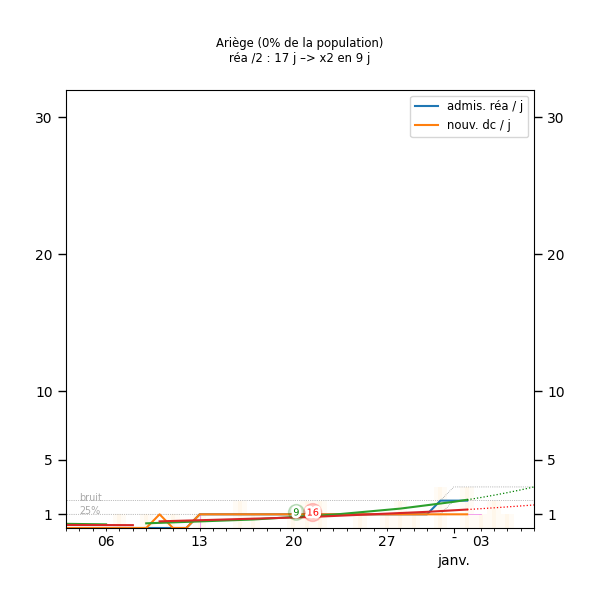 Ariège (0% de la population)
réa /2 : 17 j –> x2 en 9 j
admis. réa / j
nouv. dc / j
30 30
20 20
10 10
5 5
bruit
25%
1 9 16 1
06 13 20 27 - 03
janv.